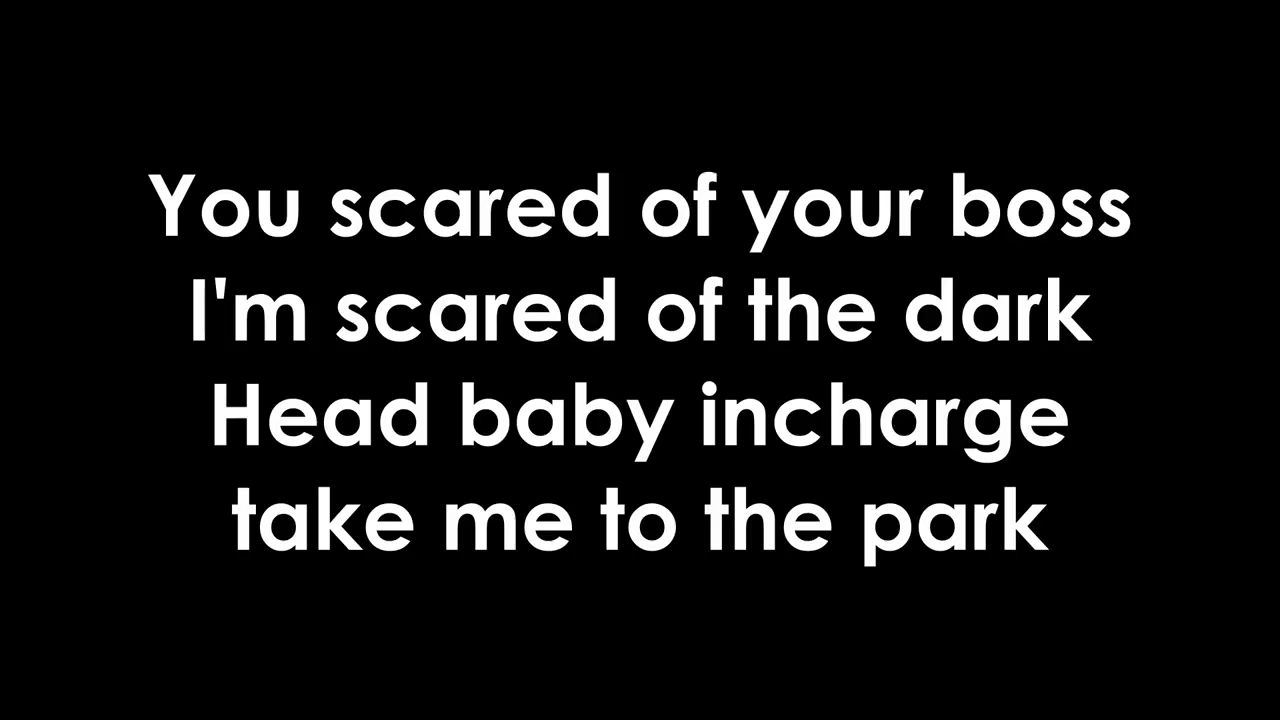 You scared of your boss
I'm scared of the dark
Head baby incharge
take me to the park